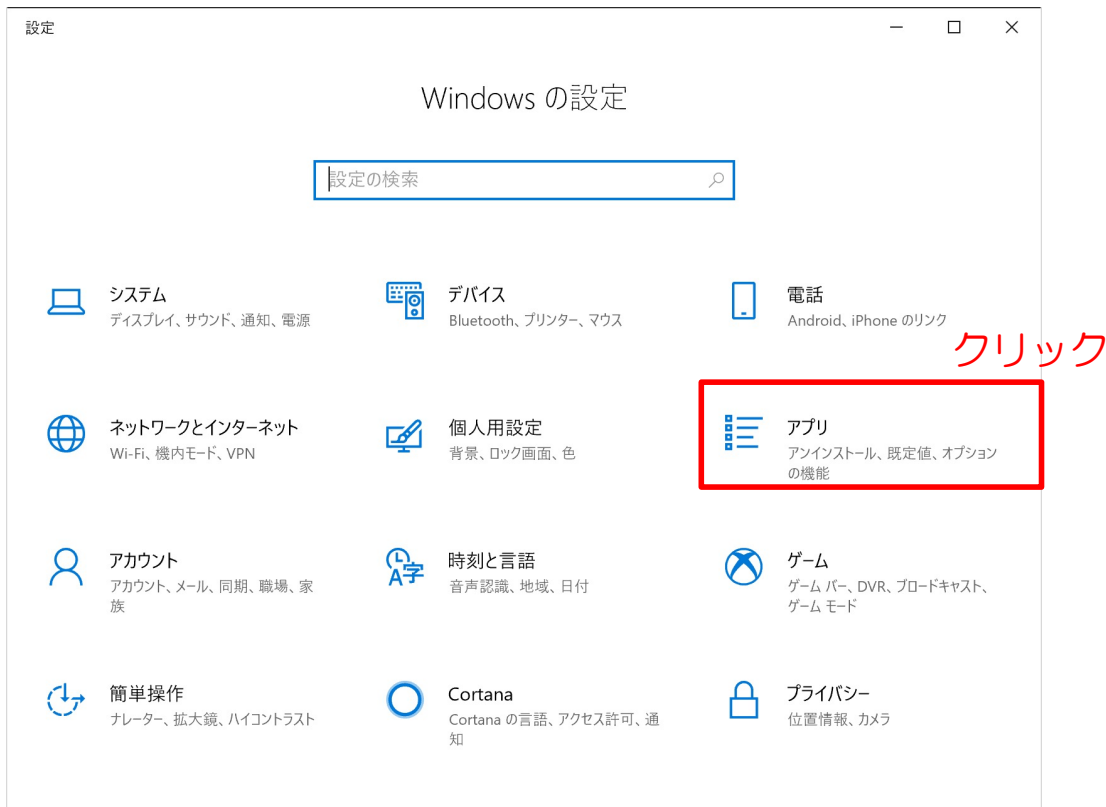 設定
Windows の設定
設定の検索
システム
ディスプレイ、サウンド、通知、電源
デバイス
Bluetooth、プリンター、マウス
電話
Android、iPhone のリンク
クリック
ネットワークとインターネット
Wi-Fi、機内モード、VPN
個人用設定
背景、ロック画面、色
アプリ
アンインストール、既定値、オプション
の機能
アカウント
アカウント、メール、同期、職場、家
族
時刻と言語
音声認識、地域、日付
ゲーム
ゲーム バー、DVR、ブロードキャスト、
ゲーム モード
簡単操作
ナレーター、拡大鏡、ハイコントラスト
Cortana
Cortana の言語、アクセス許可、通
知
プライバシー
位置情報、カメラ